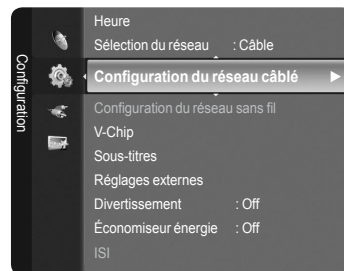 Configuration
Heure
Sélection du réseau : Câble
Configuration du réseau câblé
Configuration du réseau sans fil
V-Chip
Sous-titres
Réglages externes
Divertissement : Off
Économiseur énergie : Off
ISI